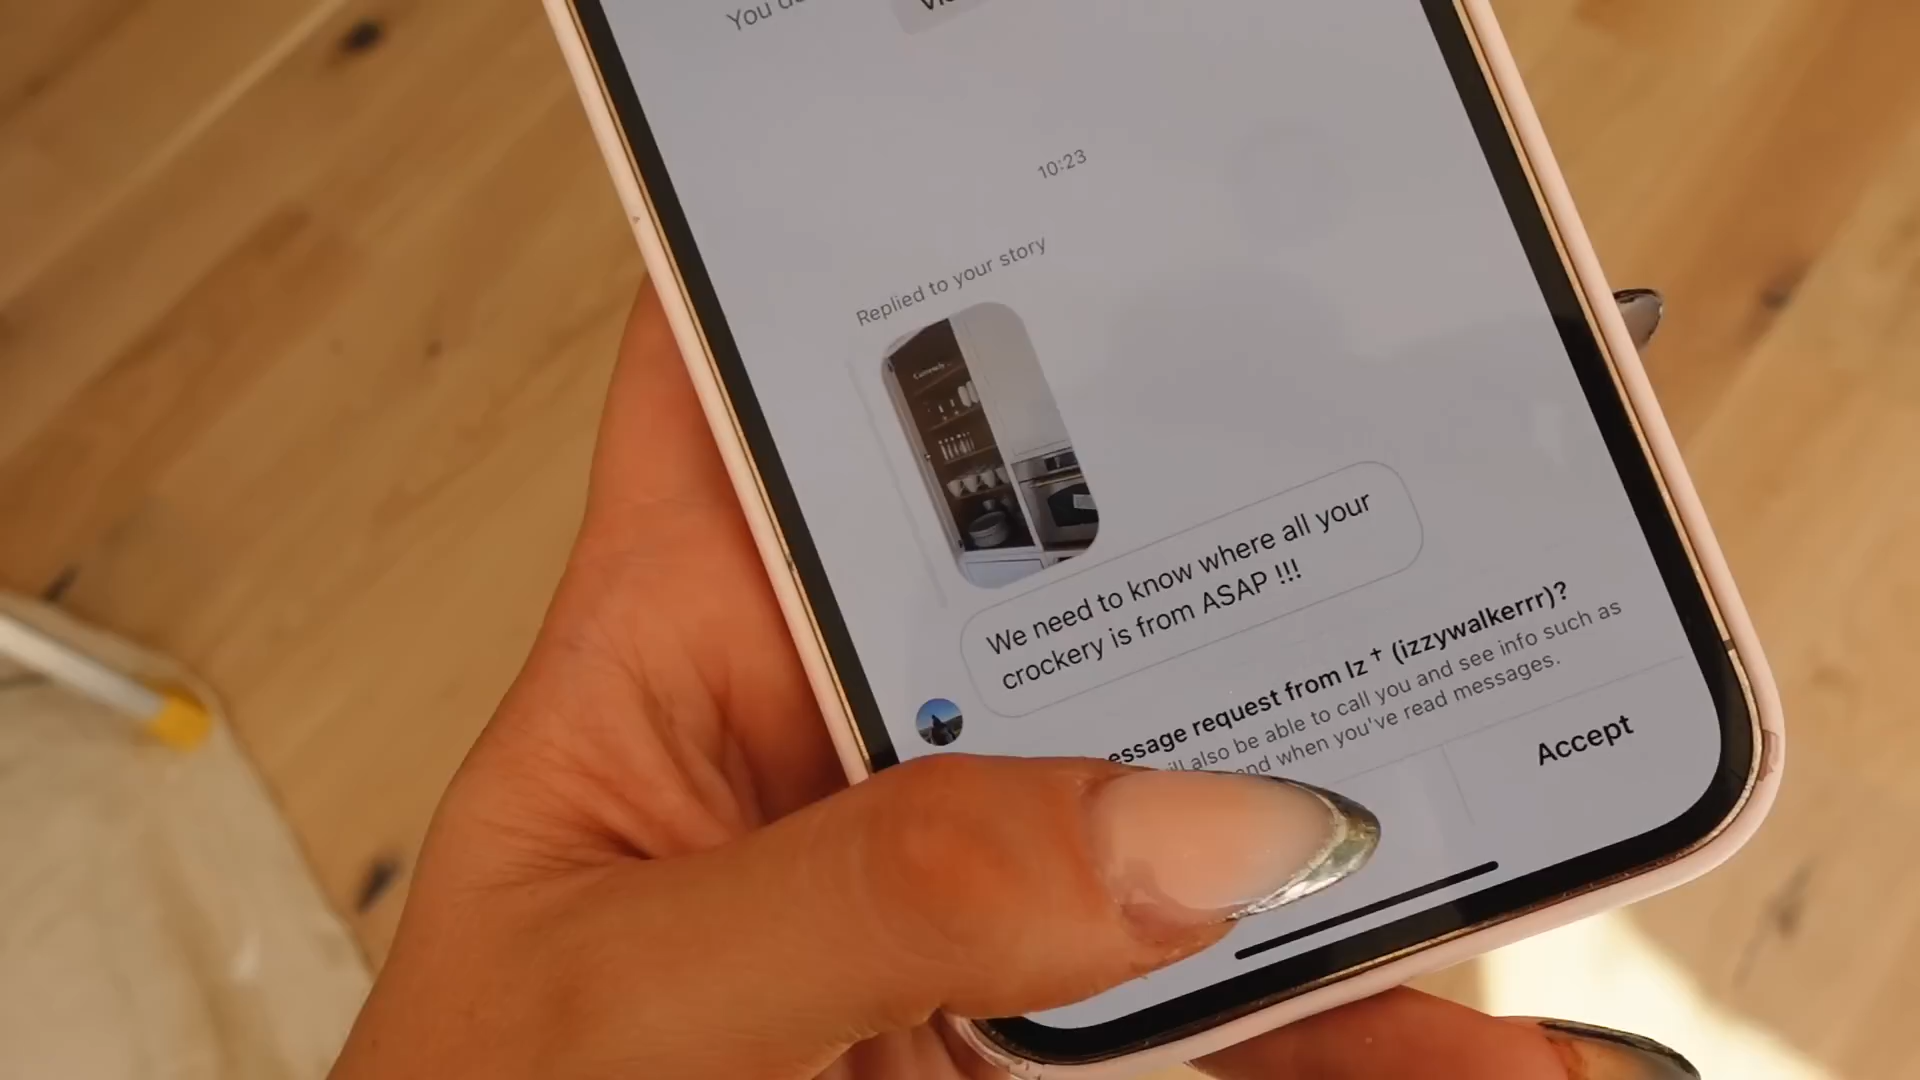 You
10:23
Replied to your story
We need to know where all your
crockery is from ASAP !!!
essage request from Iz † (izzywalkerrr)?
also be able to call you and see info such as
when you've read messages.
Accept